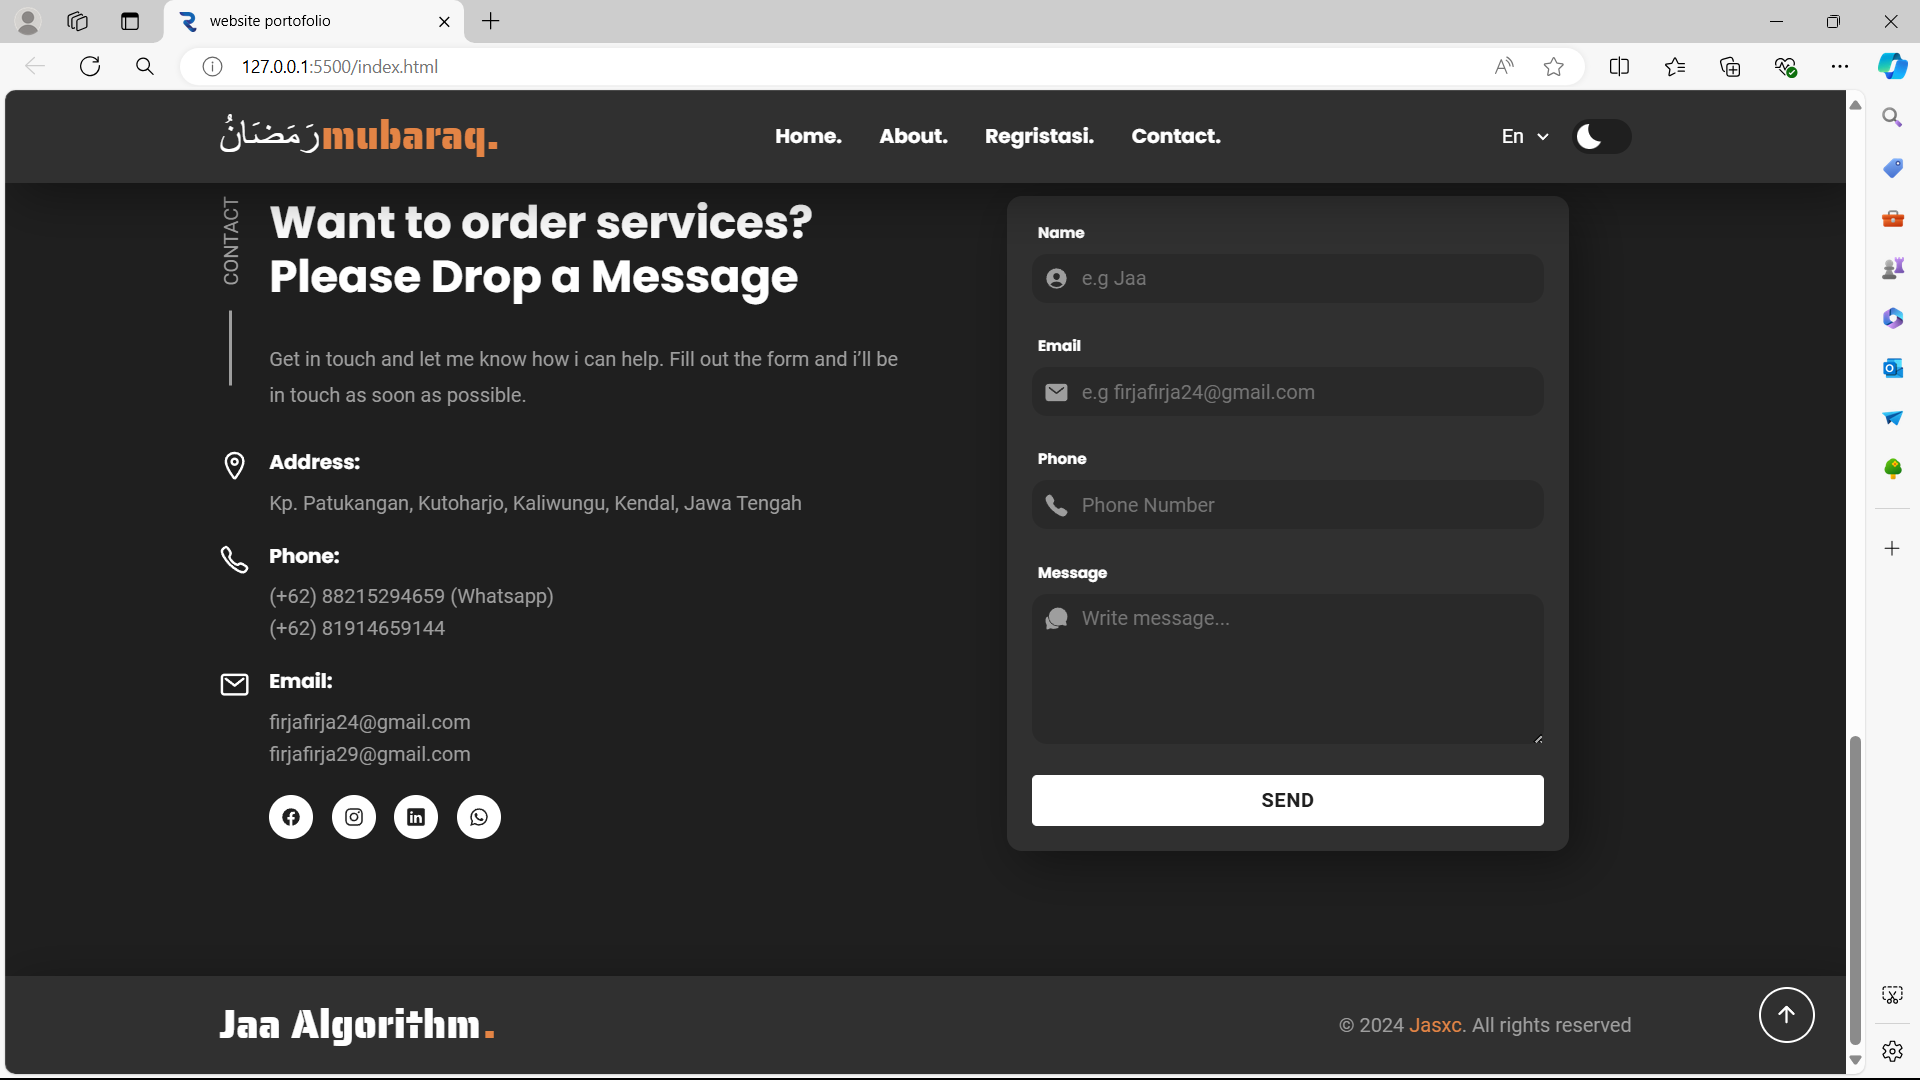 website portofolio
127.0.0.1:5500/index.html
رَمَضَانُmubaraq.
Home. About. Regristasi. Contact.
En
CONTACT
Want to order services?
Please Drop a Message
Get in touch and let me know how i can help. Fill out the form and i’ll be
in touch as soon as possible.
Address:
Kp. Patukangan, Kutoharjo, Kaliwungu, Kendal, Jawa Tengah
Phone:
(+62) 88215294659 (Whatsapp)
(+62) 81914659144
Email:
firjafirja24@gmail.com
firjafirja29@gmail.com
Name
e.g Jaa
Email
e.g firjafirja24@gmail.com
Phone
Phone Number
Message
Write message...
SEND
Jaa Algorithm.
© 2024 Jasxc. All rights reserved